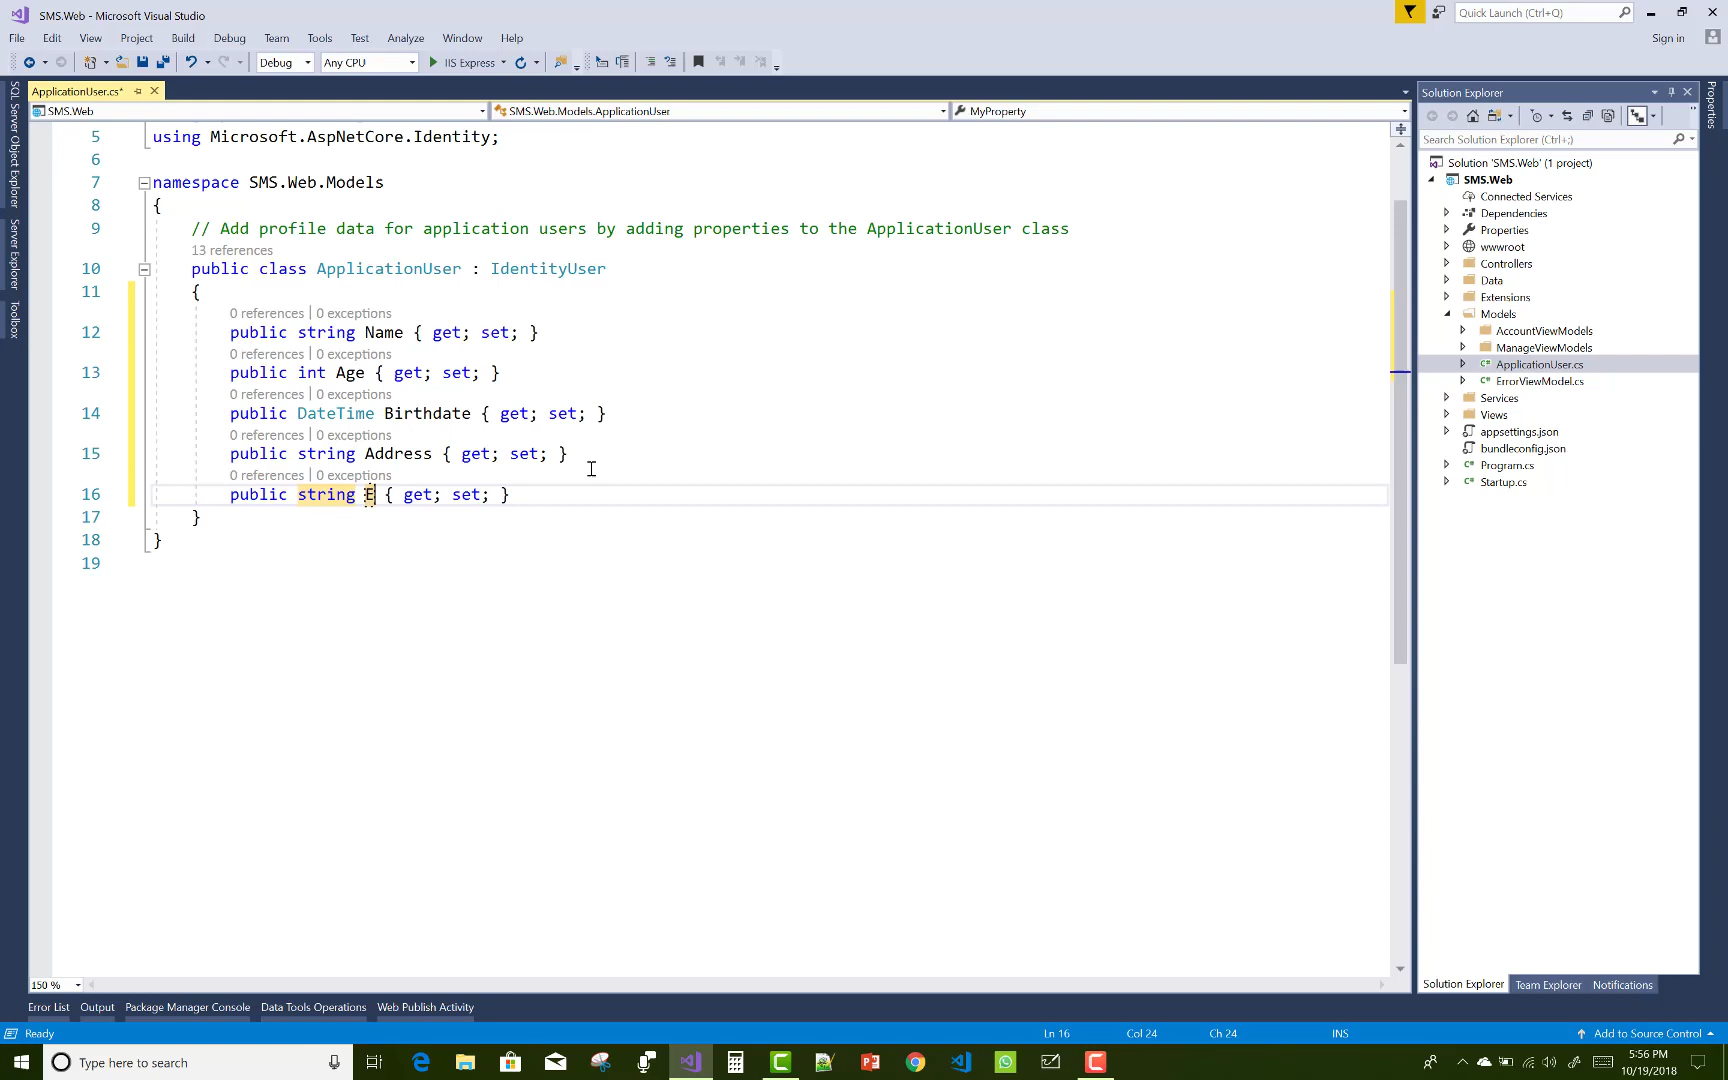 SMS.Web - Microsoft Visual Studio
Quick Launch (Ctrl+Q)
File Edit View Project Build Debug Team Tools Test Analyze Window Help
Sign in
Debug Any CPU IIS Express
ApplicationUser.cs*
SMS.Web SMS.Web.Models.ApplicationUser MyProperty
SQL Server Object Explorer
Server Explorer
Toolbox
5 using Microsoft.AspNetCore.Identity;
6
7 namespace SMS.Web.Models
8 {
9 // Add profile data for application users by adding properties to the ApplicationUser class
13 references
10 public class ApplicationUser : IdentityUser
11 {
0 references | 0 exceptions
12 public string Name { get; set; }
0 references | 0 exceptions
13 public int Age { get; set; }
0 references | 0 exceptions
14 public DateTime Birthdate { get; set; }
0 references | 0 exceptions
15 public string Address { get; set; }
0 references | 0 exceptions
16 public string E { get; set; }
17 }
18 }
19
150 %
Solution Explorer
Search Solution Explorer (Ctrl+;)
Solution 'SMS.Web' (1 project)
SMS.Web
Connected Services
Dependencies
Properties
wwwroot
Controllers
Data
Extensions
Models
AccountViewModels
ManageViewModels
C# ApplicationUser.cs
C# ErrorViewModel.cs
Services
Views
appsettings.json
bundleconfig.json
C# Program.cs
C# Startup.cs
Solution Explorer Team Explorer Notifications
Properties
Error List Output Package Manager Console Data Tools Operations Web Publish Activity
Ready Ln 16 Col 24 Ch 24 INS Add to Source Control
Type here to search
5:56 PM
10/19/2018